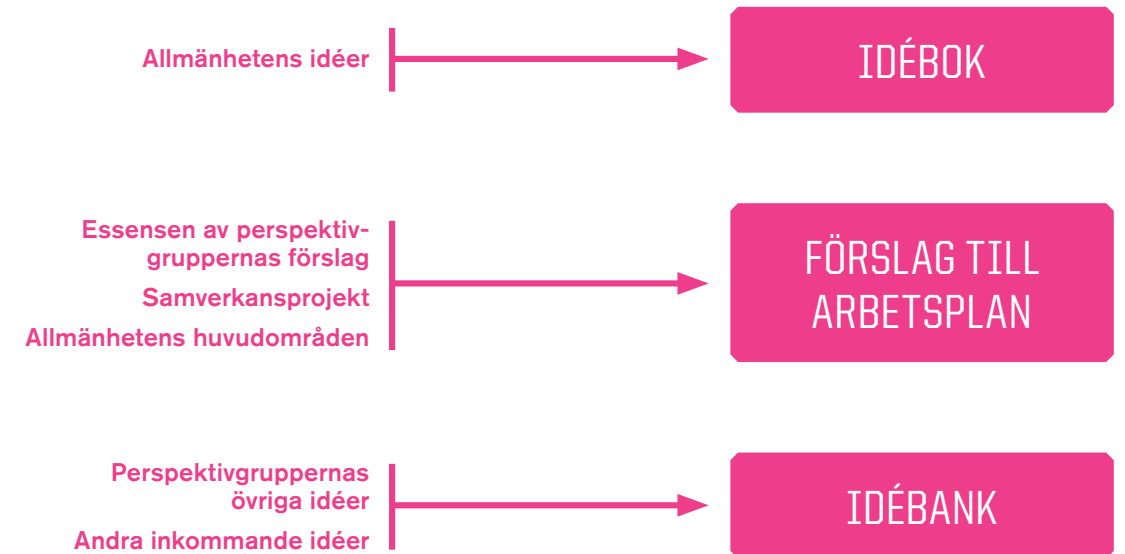 Allmänhetens idéer
IDÉBOK
Essensen av perspektiv-
gruppernas förslag
Samverkansprojekt
Allmänhetens huvudområden
FÖRSLAG TILL
ARBETSPLAN
Perspektivgruppernas
övriga idéer
Andra inkommande idéer
IDÉBANK